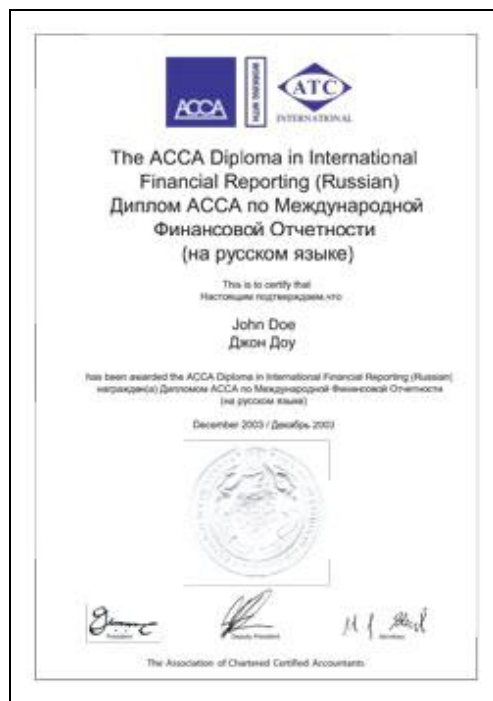 ACCA
WORKING WITH
ATC
INTERNATIONAL
The ACCA Diploma in International
Financial Reporting (Russian)
Диплом АССА по Международной
Финансовой Отчетности
(на русском языке)
This is to certify that
Настоящим подтверждаем,что
John Doe
Джон Доу
has been awarded the ACCA Diploma in International Financial Reporting (Russian)
награжден(а) Дипломом АССА по Международной Финансовой Отчетности
(на русском языке)
December 2003 / Декабрь 2003
President
Deputy President
Secretary
The Association of Chartered Certified Accountants